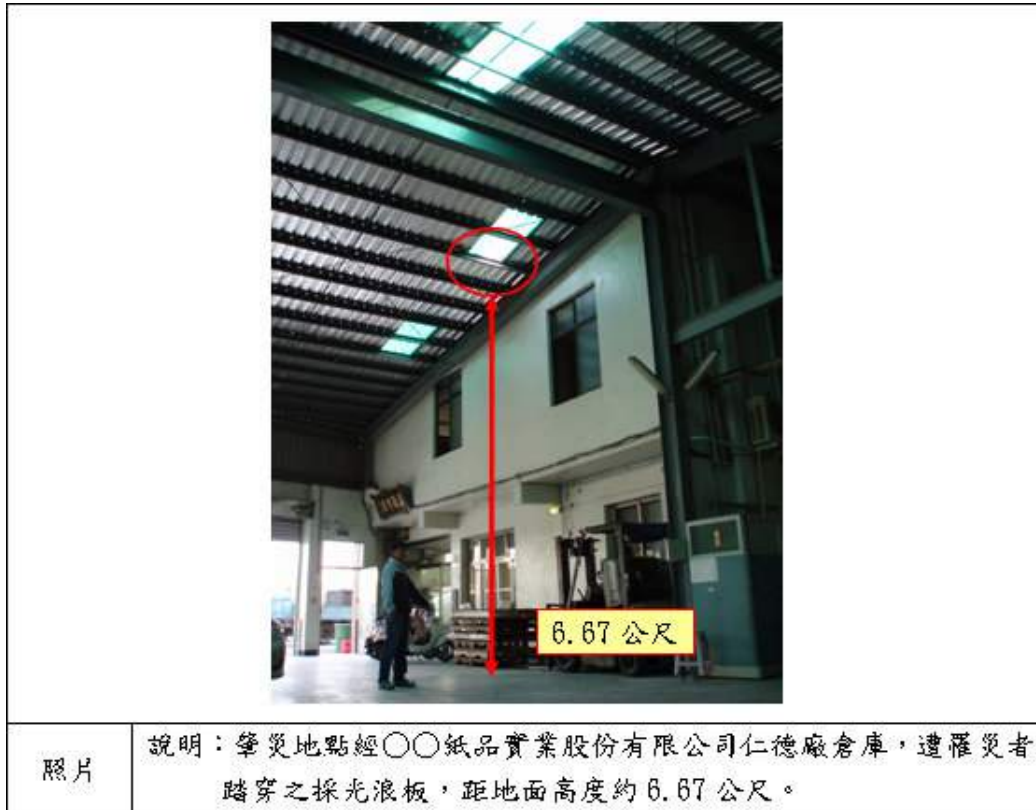 6.67 公尺
照片
說明：肇災地點經○○紙品實業股份有限公司仁德廠倉庫，遭罹災者
踏穿之採光浪板，距地面高度約 6.67 公尺。